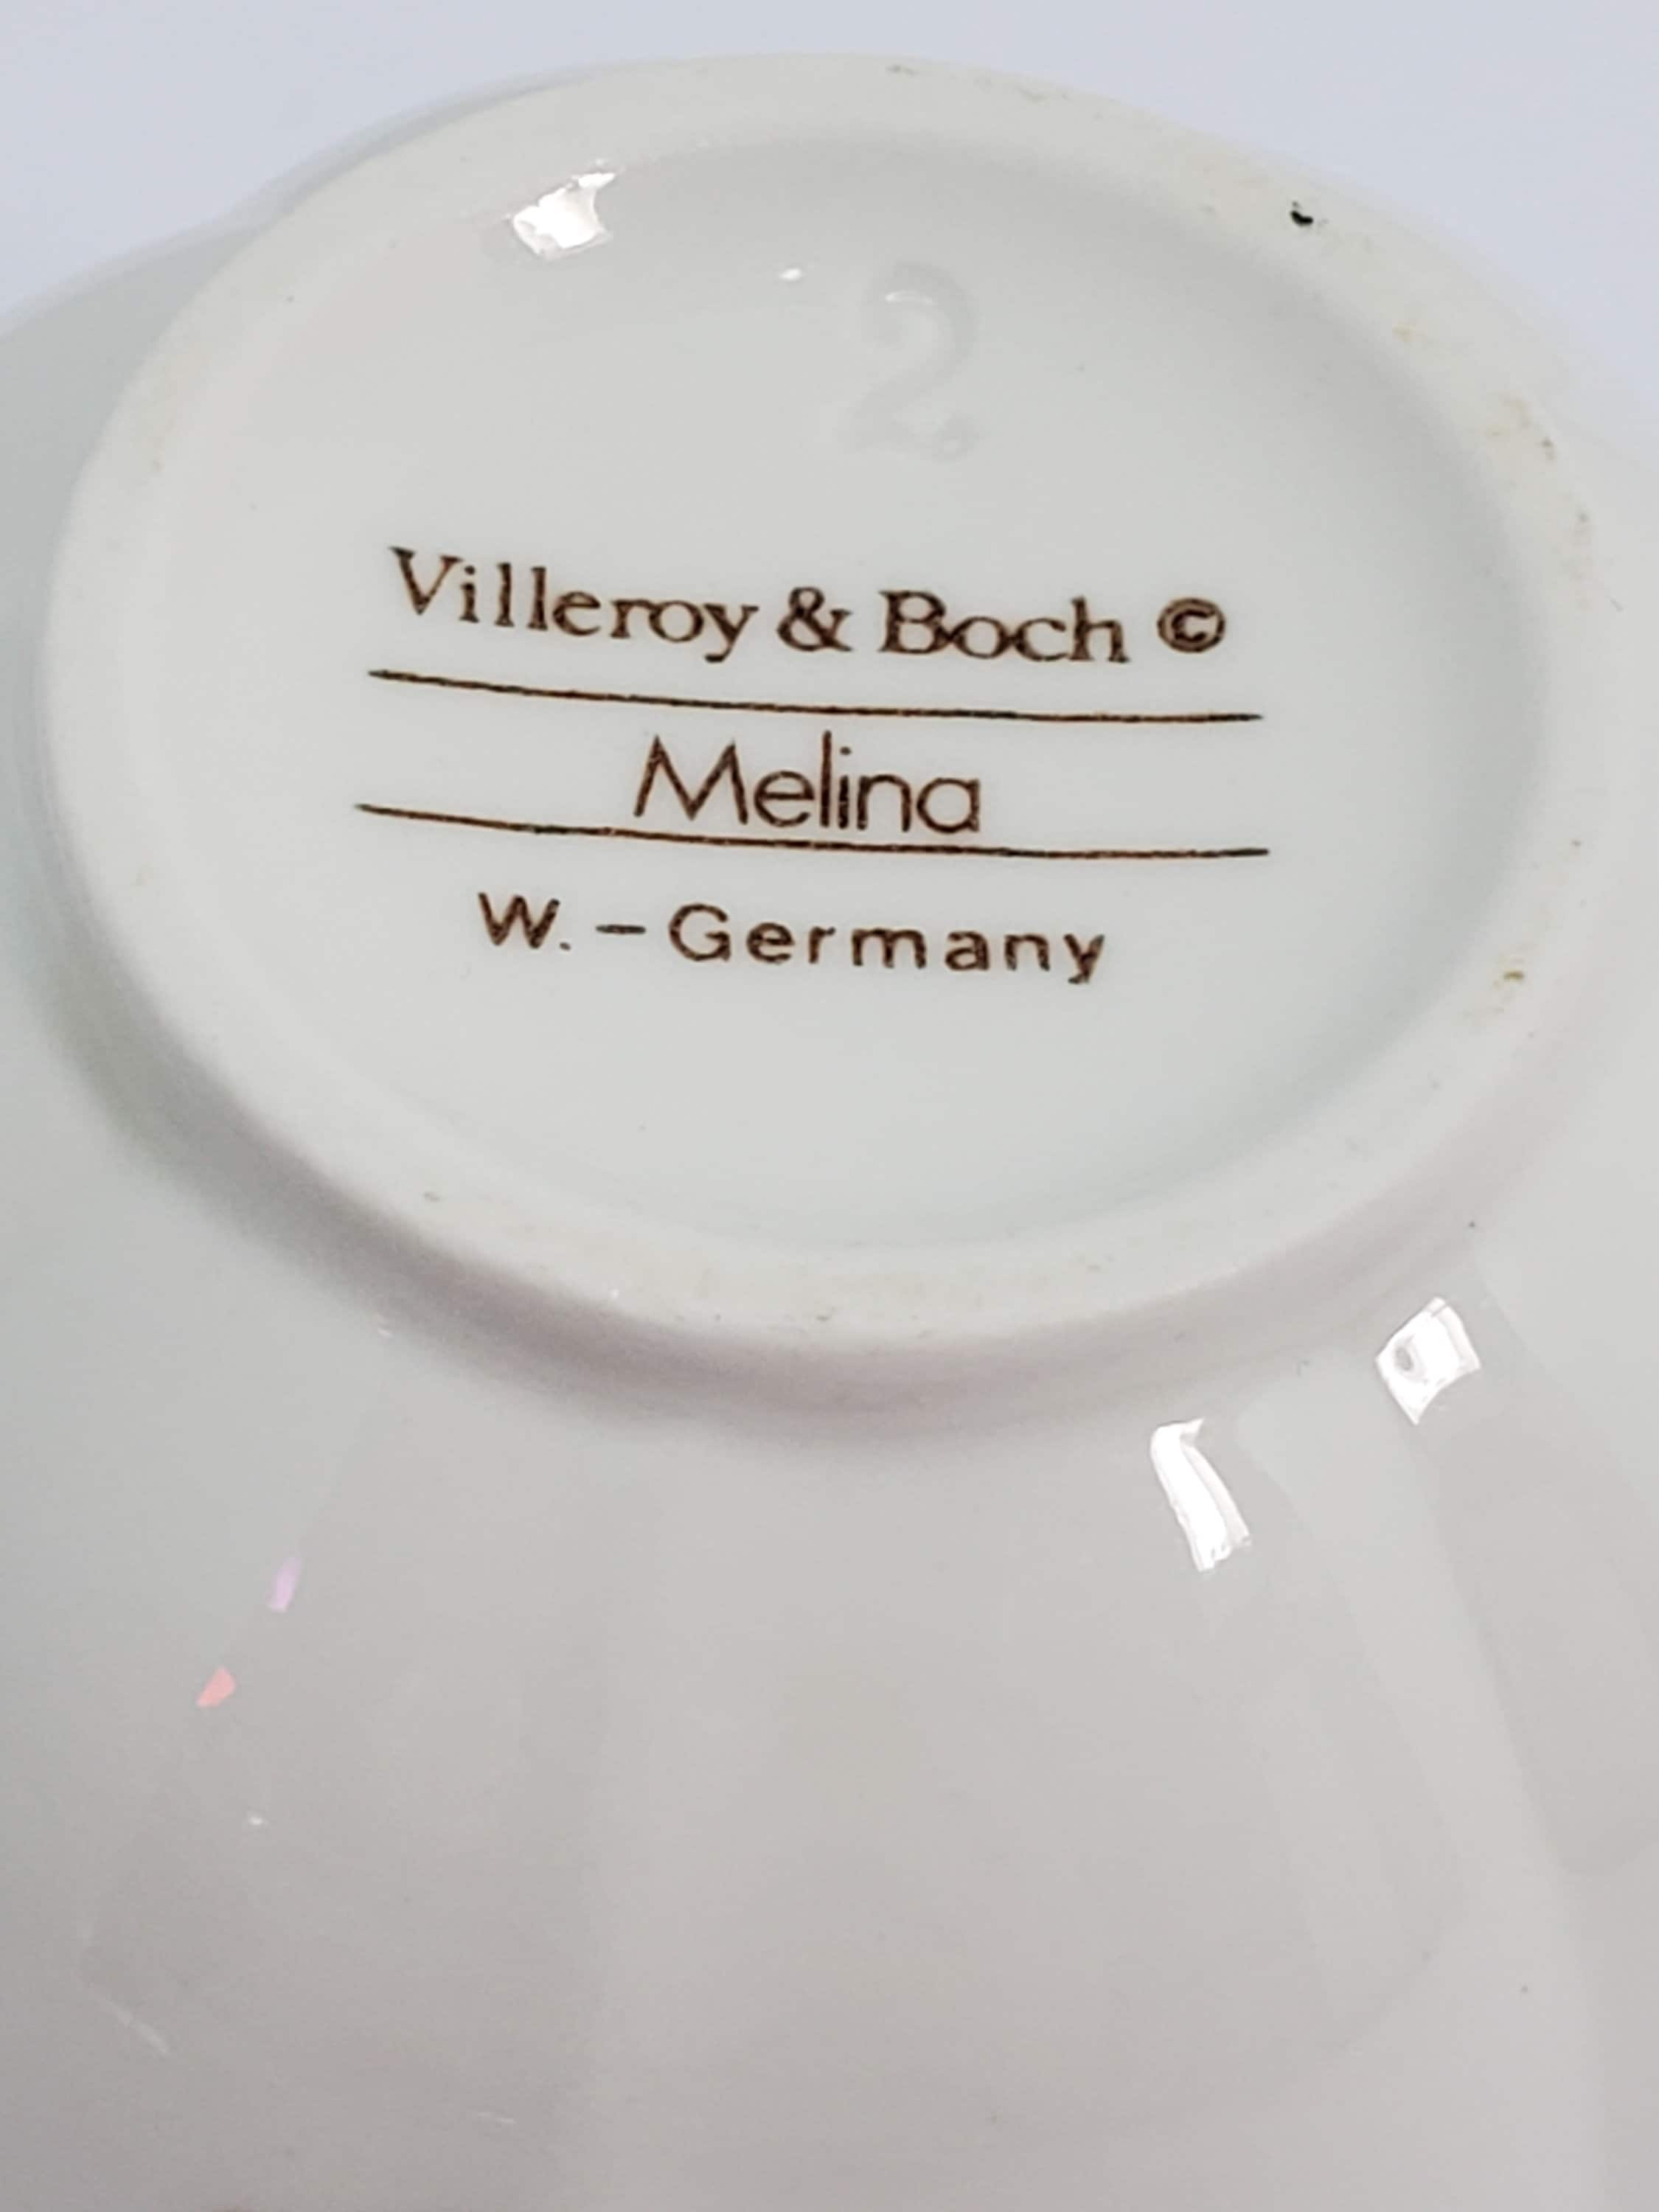 2
Villeroy & Boch ©
Melina
W. – Germany